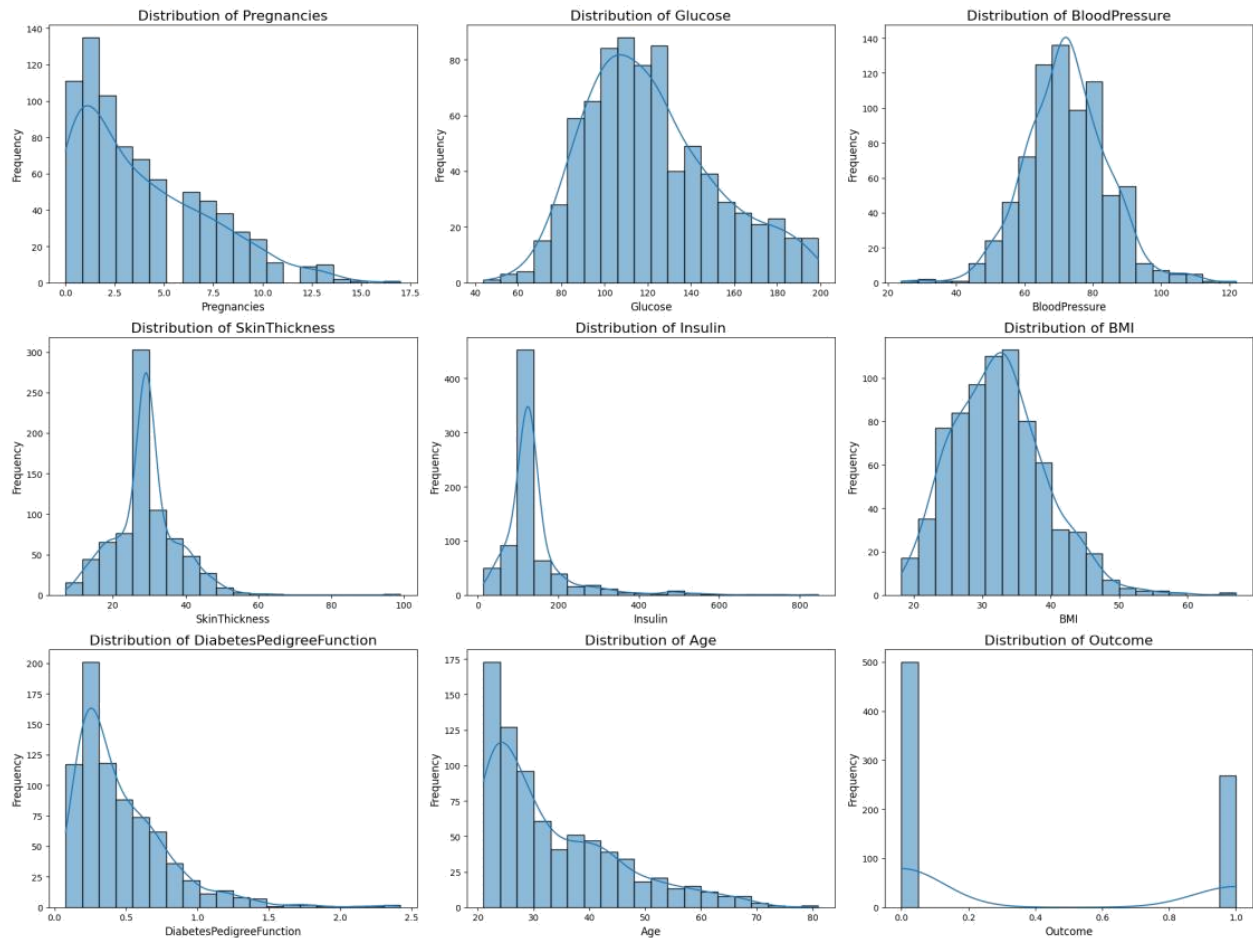 Distribution of Pregnancies
140
120
100
80
60
40
20
0
Frequency
0.0 2.5 5.0 7.5 10.0 12.5 15.0 17.5
Pregnancies
Distribution of Glucose
80
60
40
20
0
Frequency
40 60 80 100 120 140 160 180 200
Glucose
Distribution of BloodPressure
140
120
100
80
60
40
20
0
Frequency
20 40 60 80 100 120
BloodPressure
Distribution of SkinThickness
300
250
200
150
100
50
0
Frequency
20 40 60 80 100
SkinThickness
Distribution of Insulin
400
300
200
100
0
Frequency
0 200 400 600 800
Insulin
Distribution of BMI
100
80
60
40
20
0
Frequency
20 30 40 50 60
BMI
Distribution of DiabetesPedigreeFunction
200
175
150
125
100
75
50
25
0
Frequency
0.0 0.5 1.0 1.5 2.0 2.5
DiabetesPedigreeFunction
Distribution of Age
175
150
125
100
75
50
25
0
Frequency
20 30 40 50 60 70 80
Age
Distribution of Outcome
500
400
300
200
100
0
Frequency
0.0 0.2 0.4 0.6 0.8 1.0
Outcome